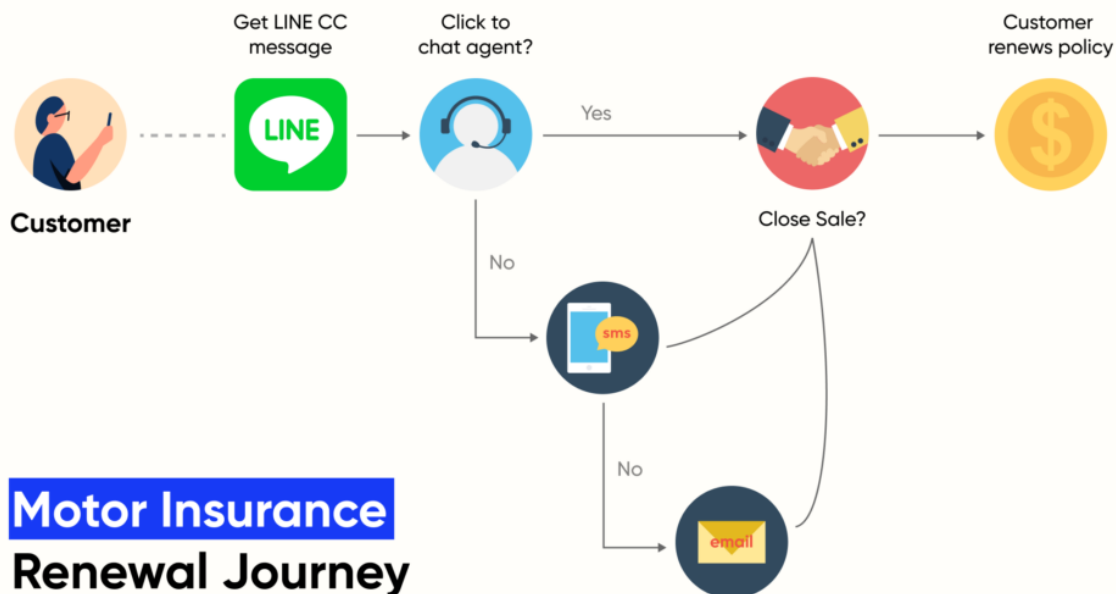 Get LINE CC
message
Click to
chat agent?
Customer
renews policy
LINE
Yes
Customer
Close Sale?
No
sms
No
email
Motor Insurance
Renewal Journey